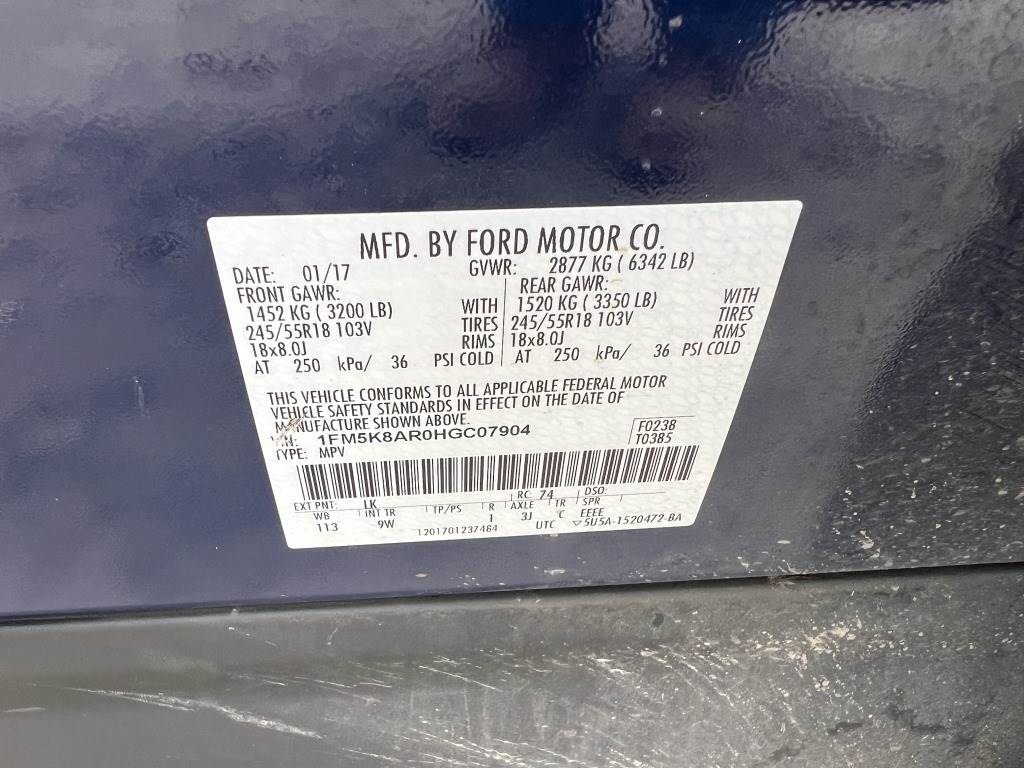 MFD. BY FORD MOTOR CO.
DATE: 01/17 GVWR: 2877 KG ( 6342 LB)
FRONT GAWR: REAR GAWR:
1452 KG ( 3200 LB) WITH 1520 KG ( 3350 LB) WITH
245/55R18 103V TIRES 245/55R18 103V TIRES
18x8.0J RIMS 18x8.0J RIMS
AT 250 kPa/ 36 PSI COLD AT 250 kPa/ 36 PSI COLD
THIS VEHICLE CONFORMS TO ALL APPLICABLE FEDERAL MOTOR
VEHICLE SAFETY STANDARDS IN EFFECT ON THE DATE OF
MANUFACTURE SHOWN ABOVE.
VIN: 1FM5K8AR0HGC07904 F0238
TYPE: MPV T0385
EXT PNT: LK RC: 74 DSO:
WB INT TR TP/PS R AXLE TR SPR
113 9W 1 3J C EEEE
1201701237484 UTC ▽5U5A-1520472-BA